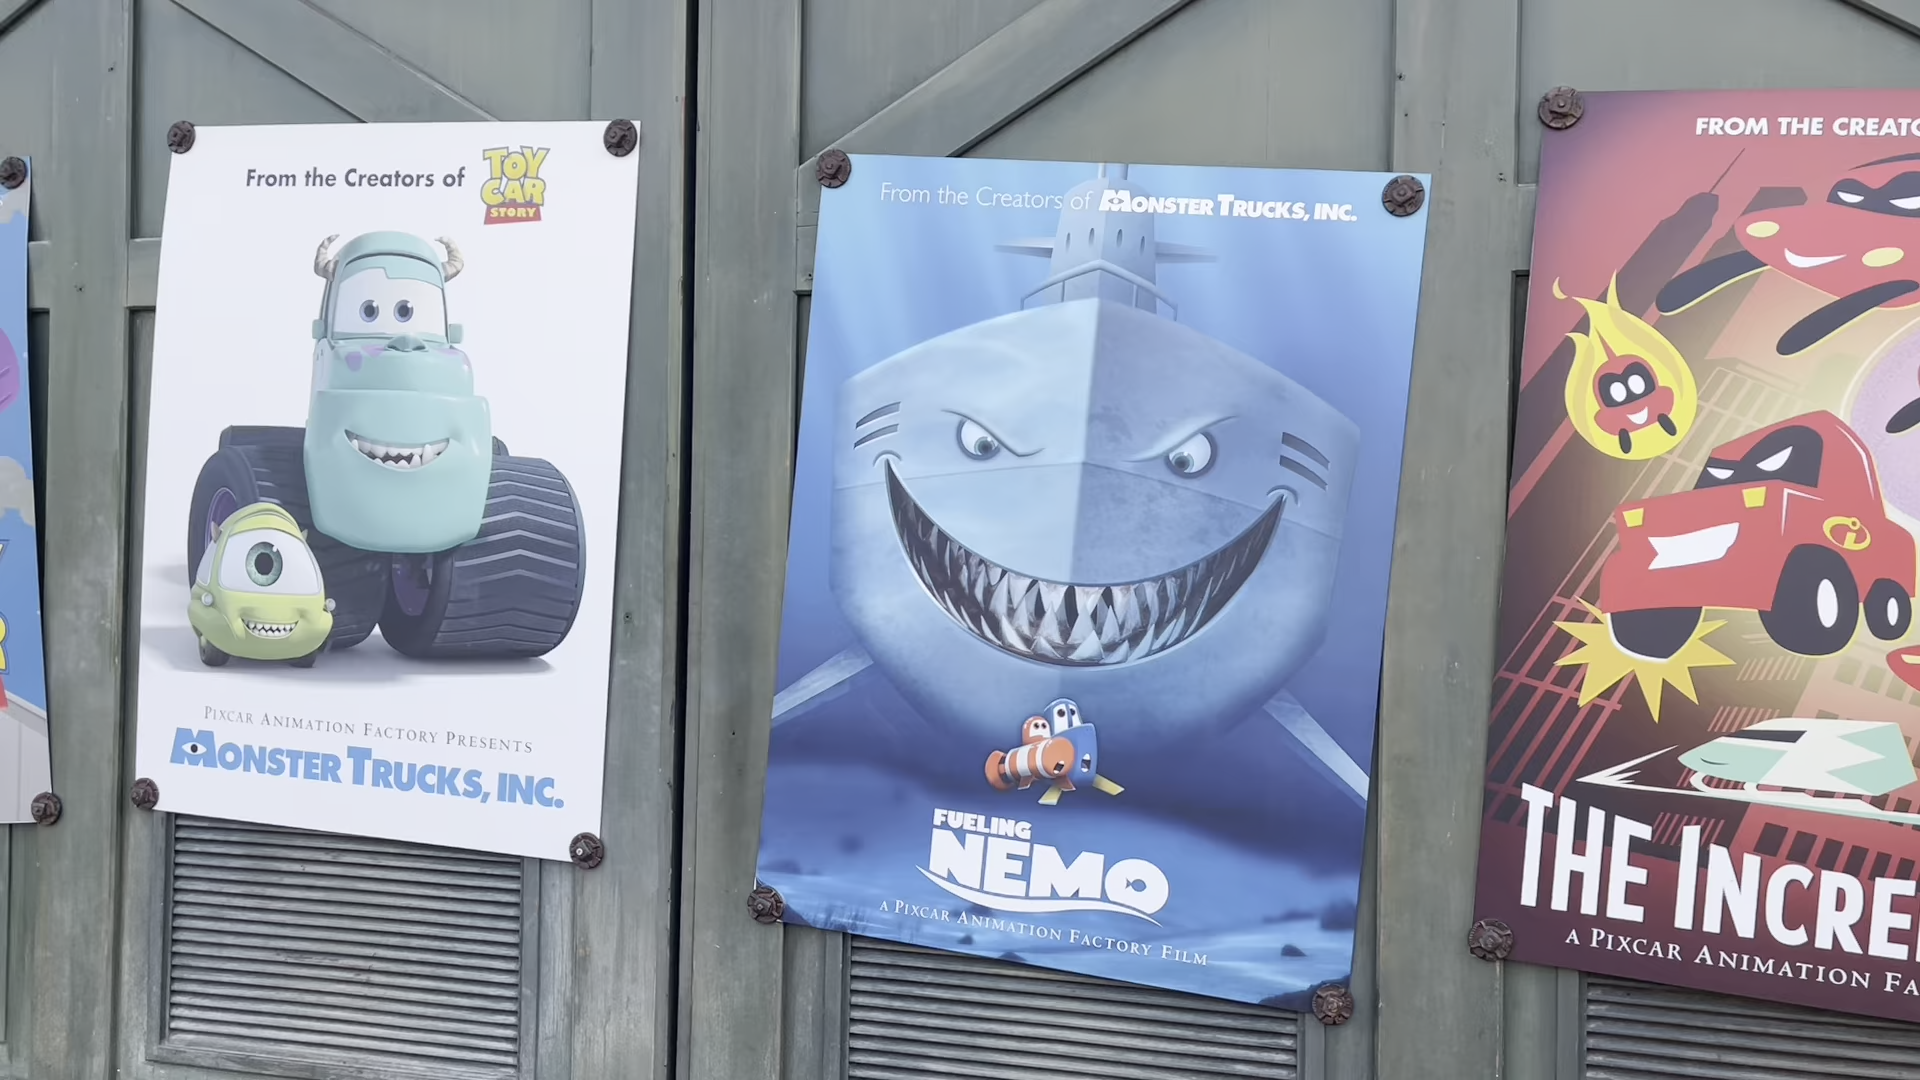 From the Creators of TOY
CAR
STORY
PIXCAR ANIMATION FACTORY PRESENTS
MONSTER TRUCKS, INC.
From the Creators of MONSTER TRUCKS, INC.
FUELING
NEMO
A PIXCAR ANIMATION FACTORY FILM
FROM THE CREATO
THE INCRE
A PIXCAR ANIMATION FA